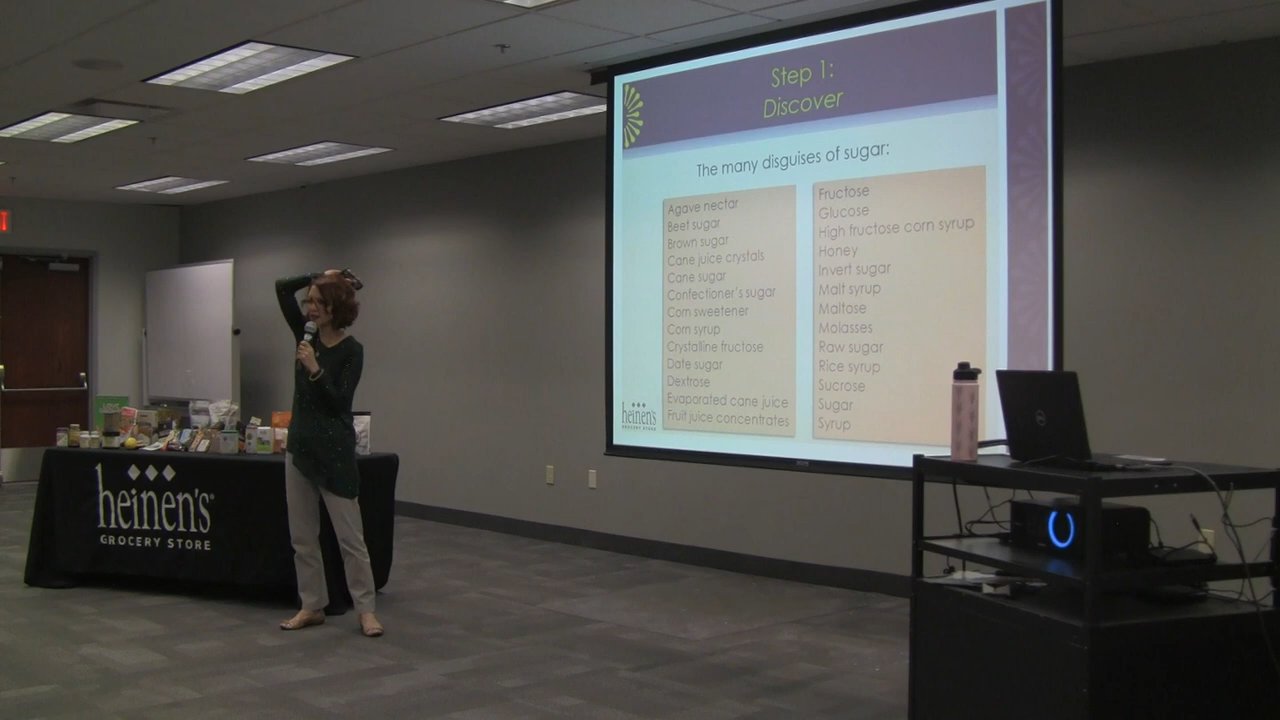 Step 1:
Discover
The many disguises of sugar:
Agave nectar
Beet sugar
Brown sugar
Cane juice crystals
Cane sugar
Confectioner's sugar
Corn sweetener
Corn syrup
Crystalline fructose
Date sugar
Dextrose
Evaporated cane juice
Fruit juice concentrates
Fructose
Glucose
High fructose corn syrup
Honey
Invert sugar
Malt syrup
Maltose
Molasses
Raw sugar
Rice syrup
Sucrose
Sugar
Syrup
heinen's
GROCERY STORE
heinen's®
GROCERY STORE